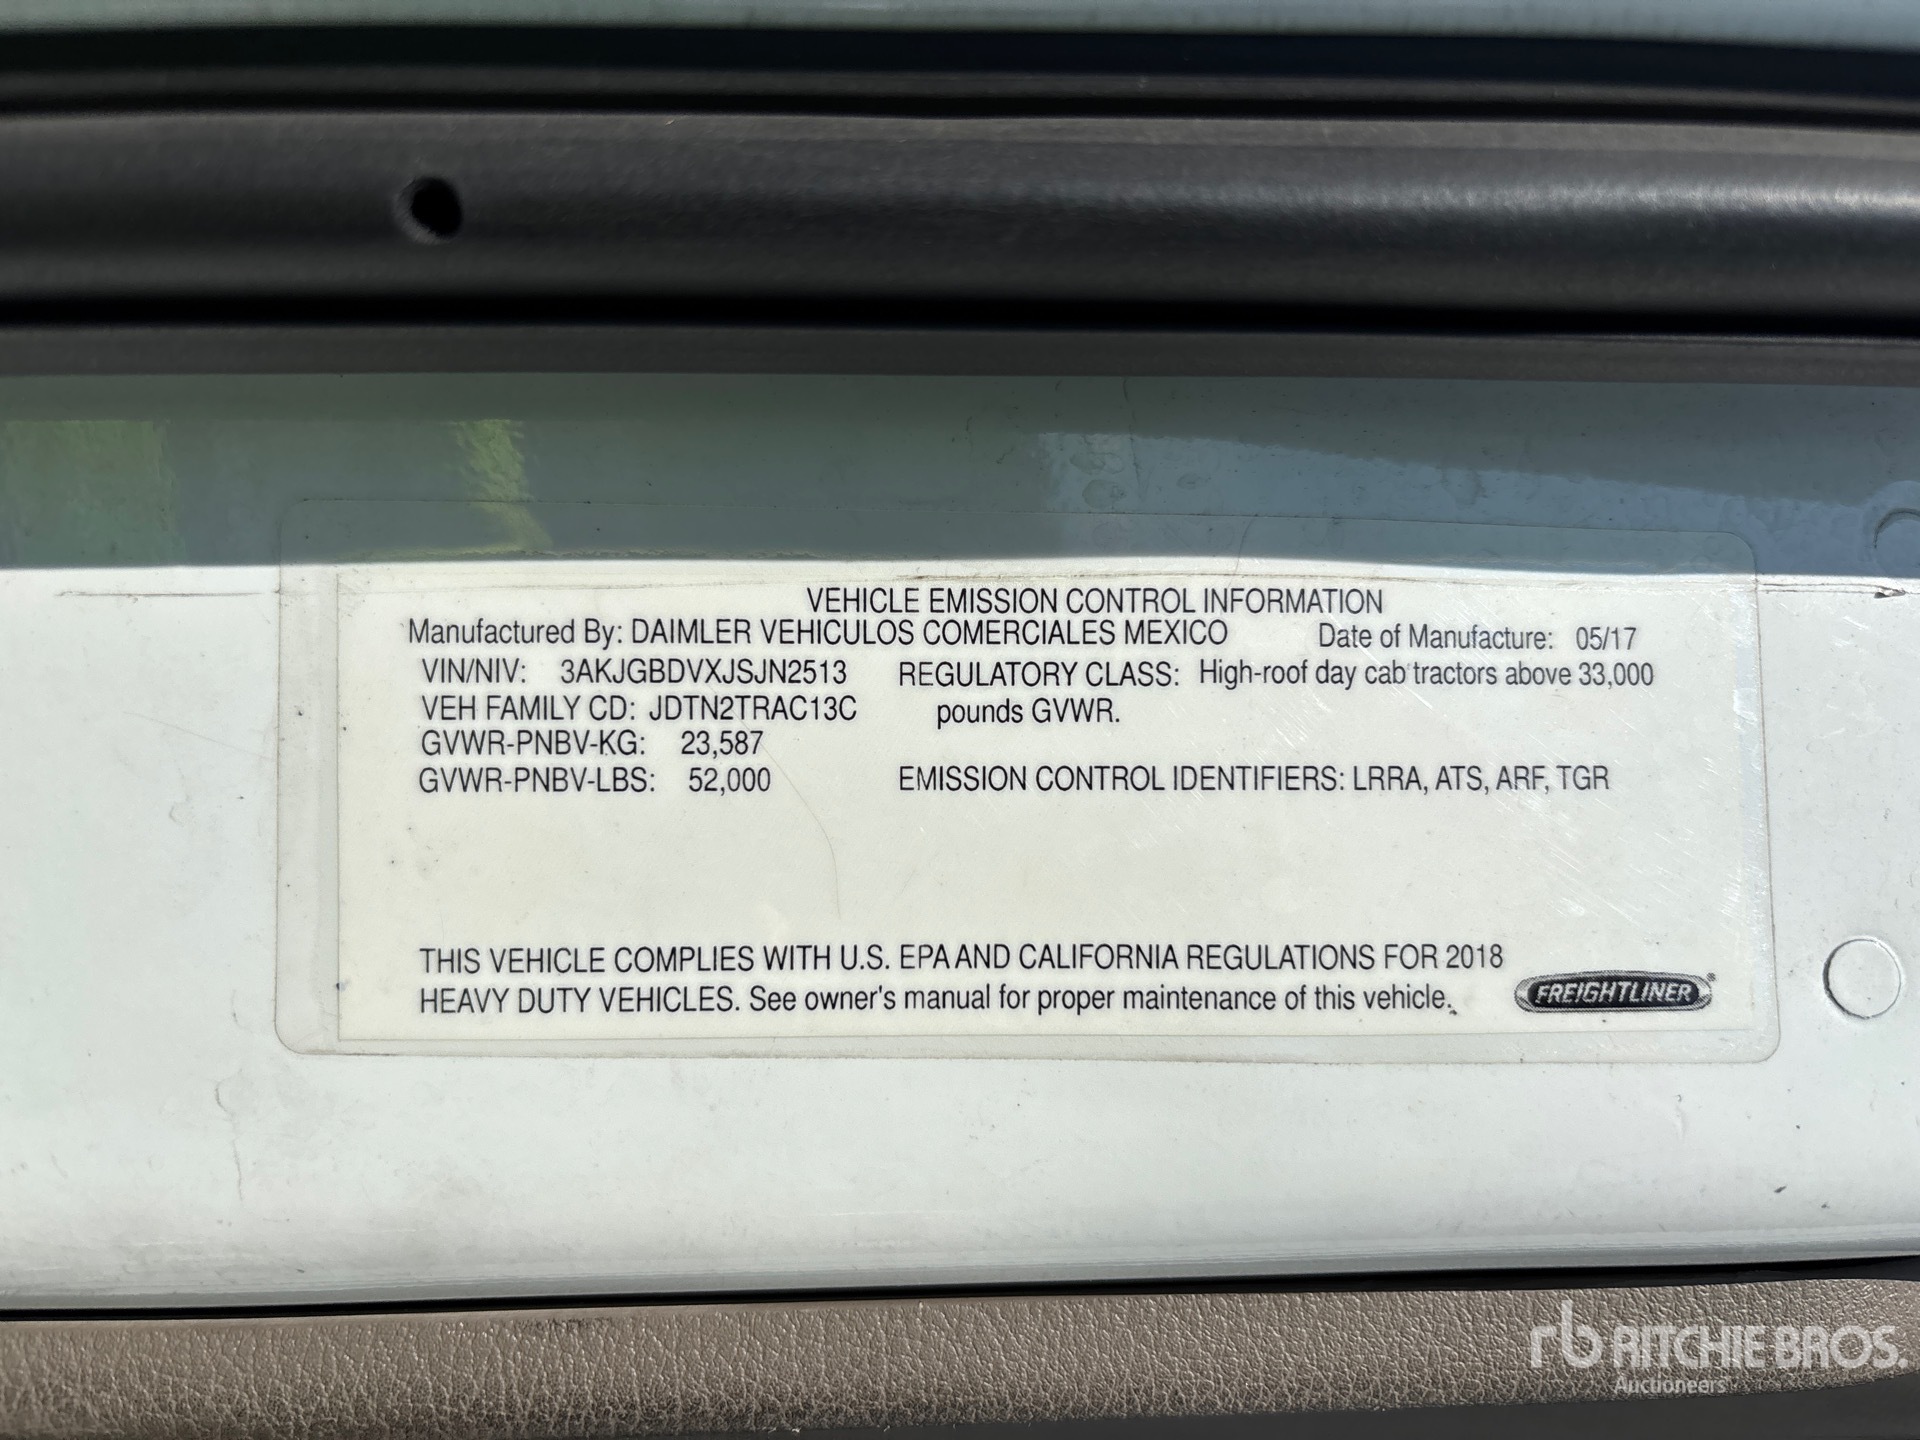 VEHICLE EMISSION CONTROL INFORMATION
Manufactured By: DAIMLER VEHICULOS COMERCIALES MEXICO Date of Manufacture: 05/17
VIN/NIV: 3AKJGBDVXJSJN2513 REGULATORY CLASS: High-roof day cab tractors above 33,000
VEH FAMILY CD: JDTN2TRAC13C pounds GVWR.
GVWR-PNBV-KG: 23,587
GVWR-PNBV-LBS: 52,000 EMISSION CONTROL IDENTIFIERS: LRRA, ATS, ARF, TGR
THIS VEHICLE COMPLIES WITH U.S. EPA AND CALIFORNIA REGULATIONS FOR 2018
HEAVY DUTY VEHICLES. See owner's manual for proper maintenance of this vehicle.
FREIGHTLINER®
rb RITCHIE BROS.
Auctioneers